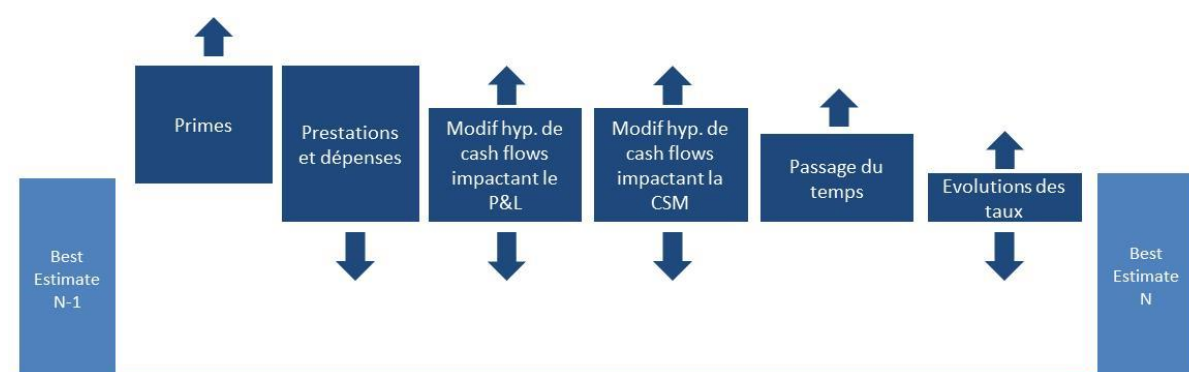 Best
Estimate
N-1
Primes
Prestations
et dépenses
Modif hyp. de
cash flows
impactant le
P&L
Modif hyp. de
cash flows
impactant la
CSM
Passage du
temps
Evolutions des
taux
Best
Estimate
N